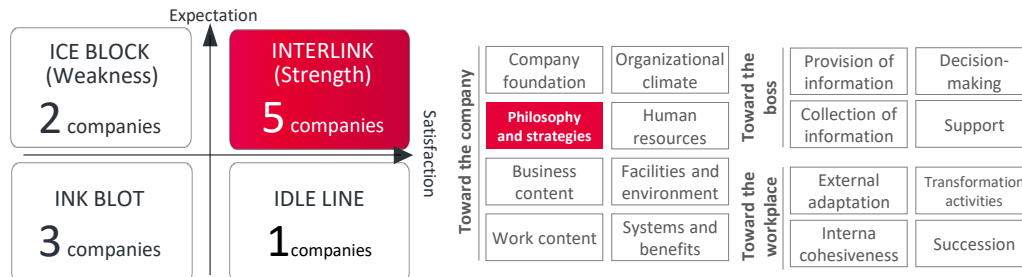 Expectation
ICE BLOCK
(Weakness)
2 companies
INTERLINK
(Strength)
5 companies
Satisfaction
INK BLOT
3 companies
IDLE LINE
1 companies
Toward the company
Company
foundation
Organizational
climate
Philosophy
and strategies
Human
resources
Business
content
Facilities and
environment
Work content
Systems and
benefits
Toward the
boss
Provision of
information
Decision-
making
Collection of
information
Support
Toward the
workplace
External
adaptation
Transformation
activities
Interna
cohesiveness
Succession